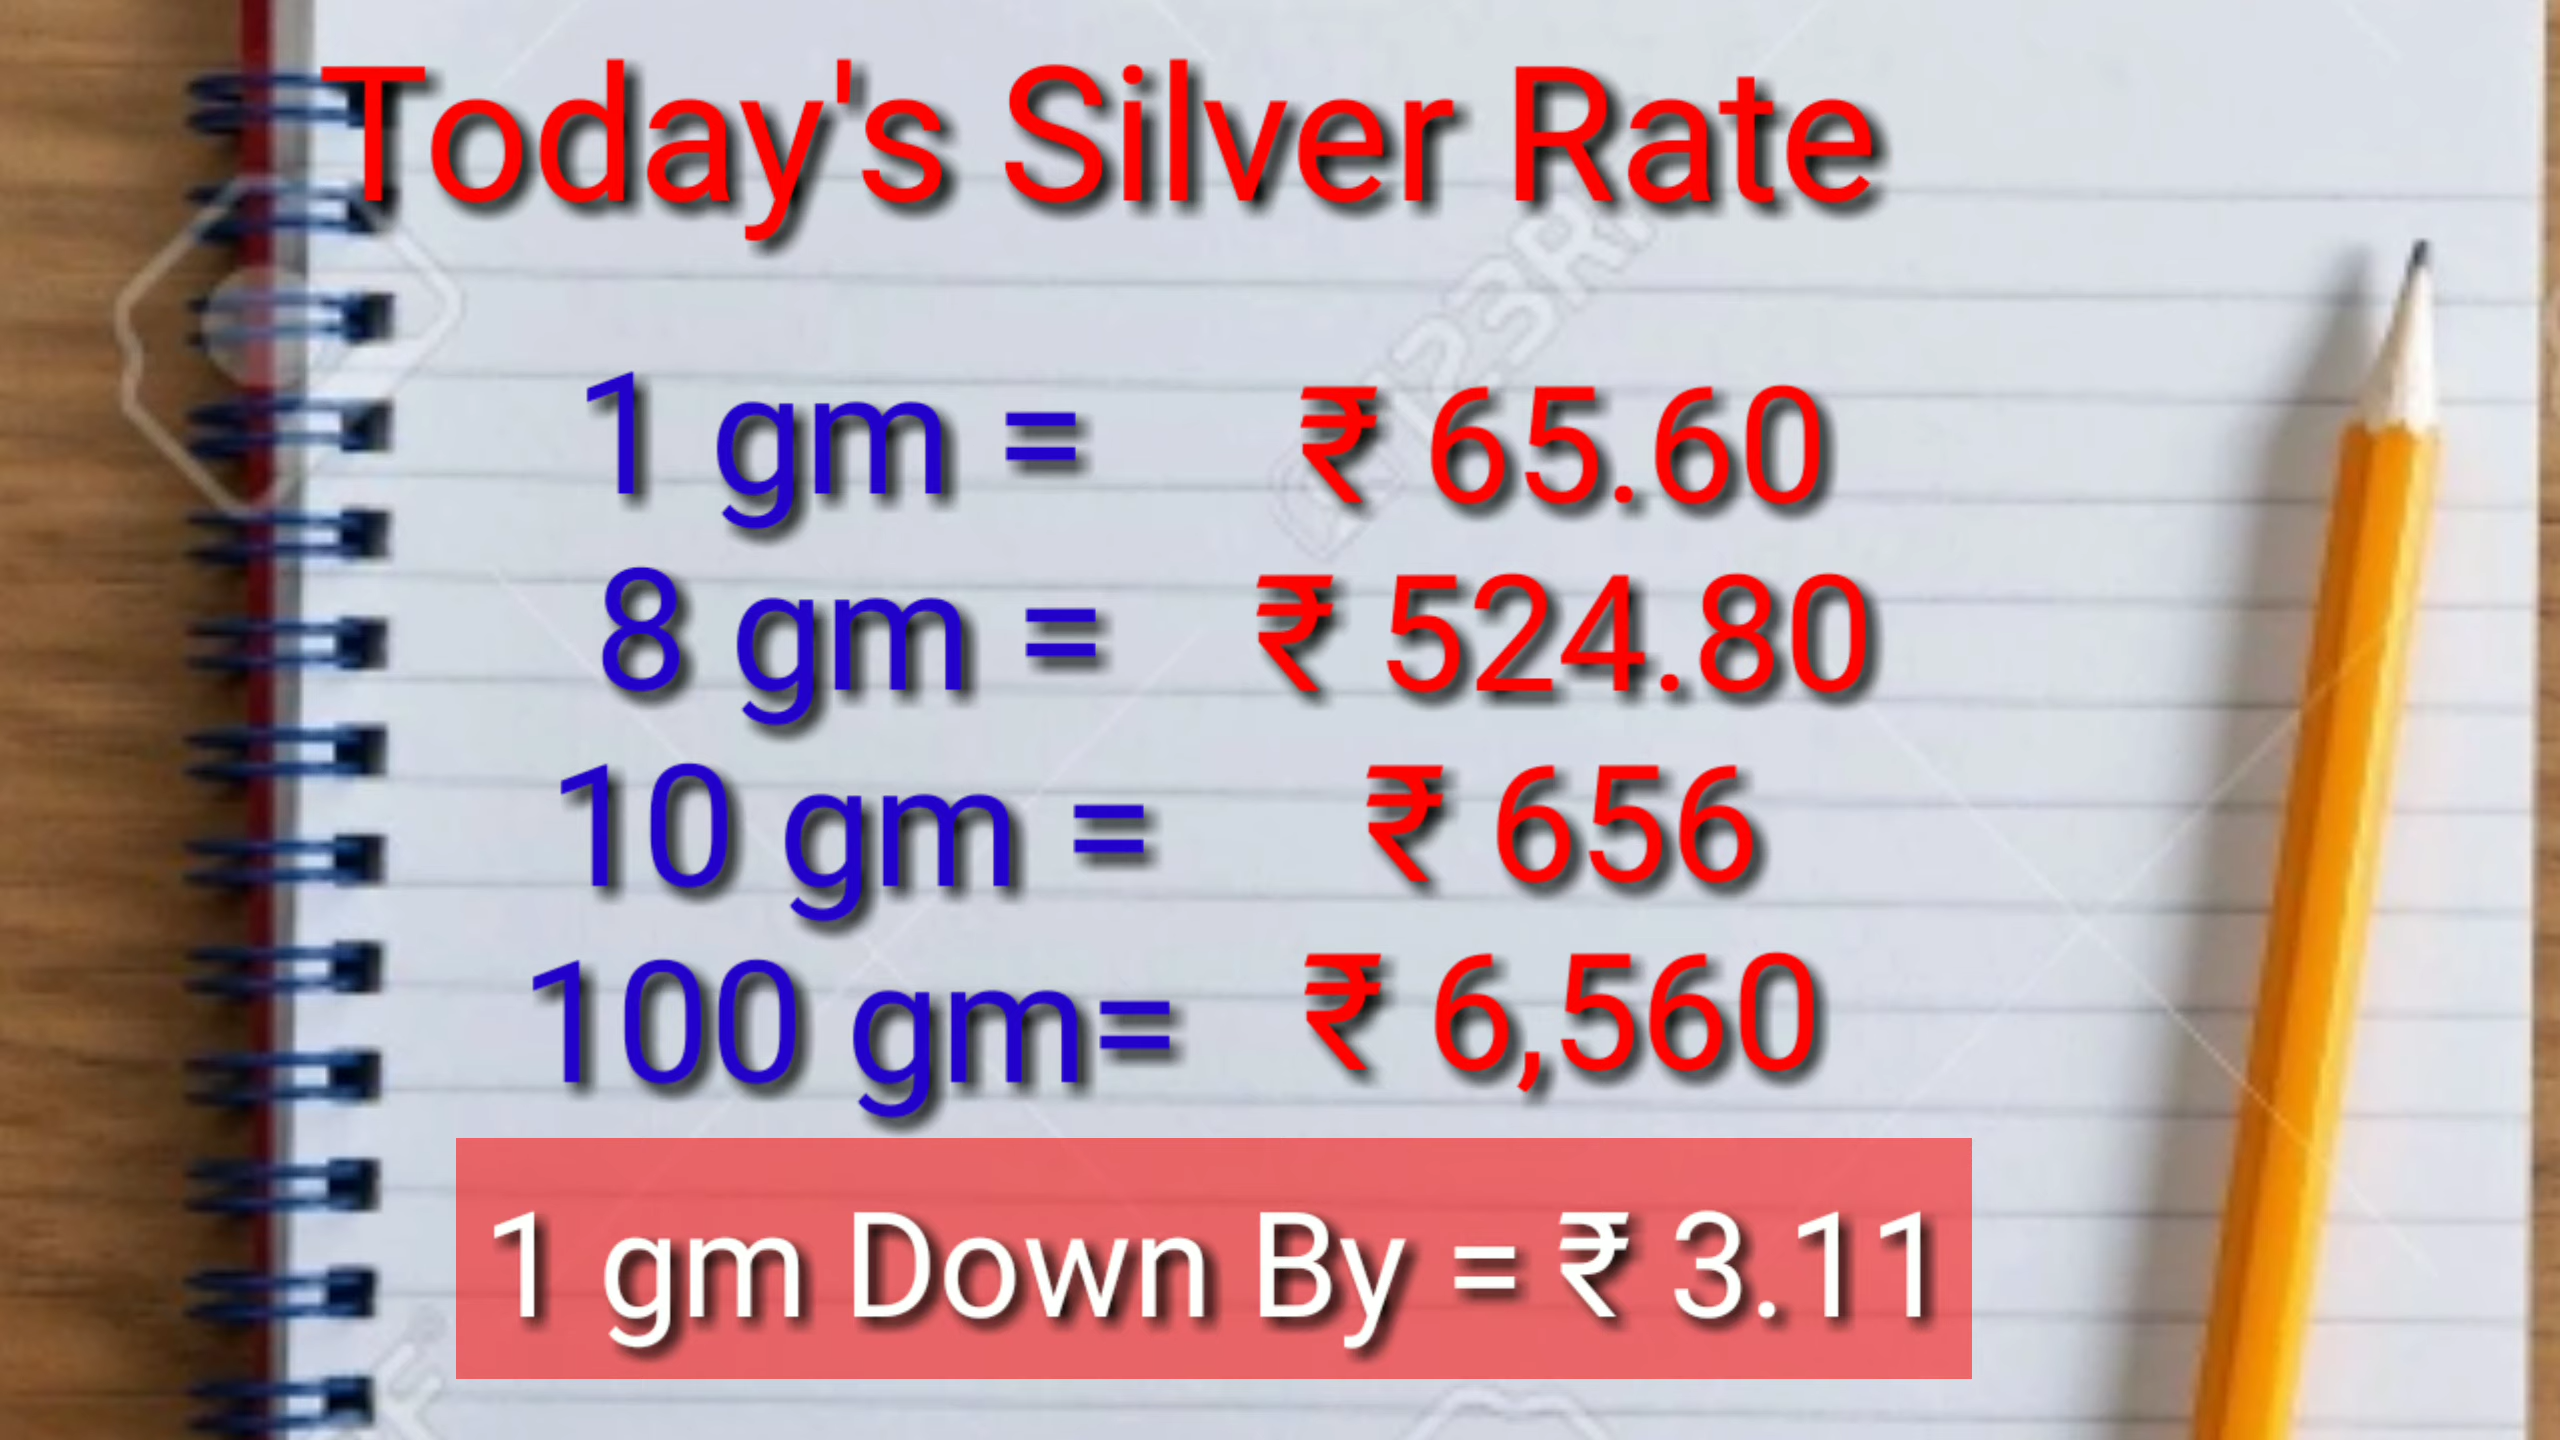 Today's Silver Rate
1 gm = ₹ 65.60
8 gm = ₹ 524.80
10 gm = ₹ 656
100 gm= ₹ 6,560
1 gm Down By = ₹ 3.11